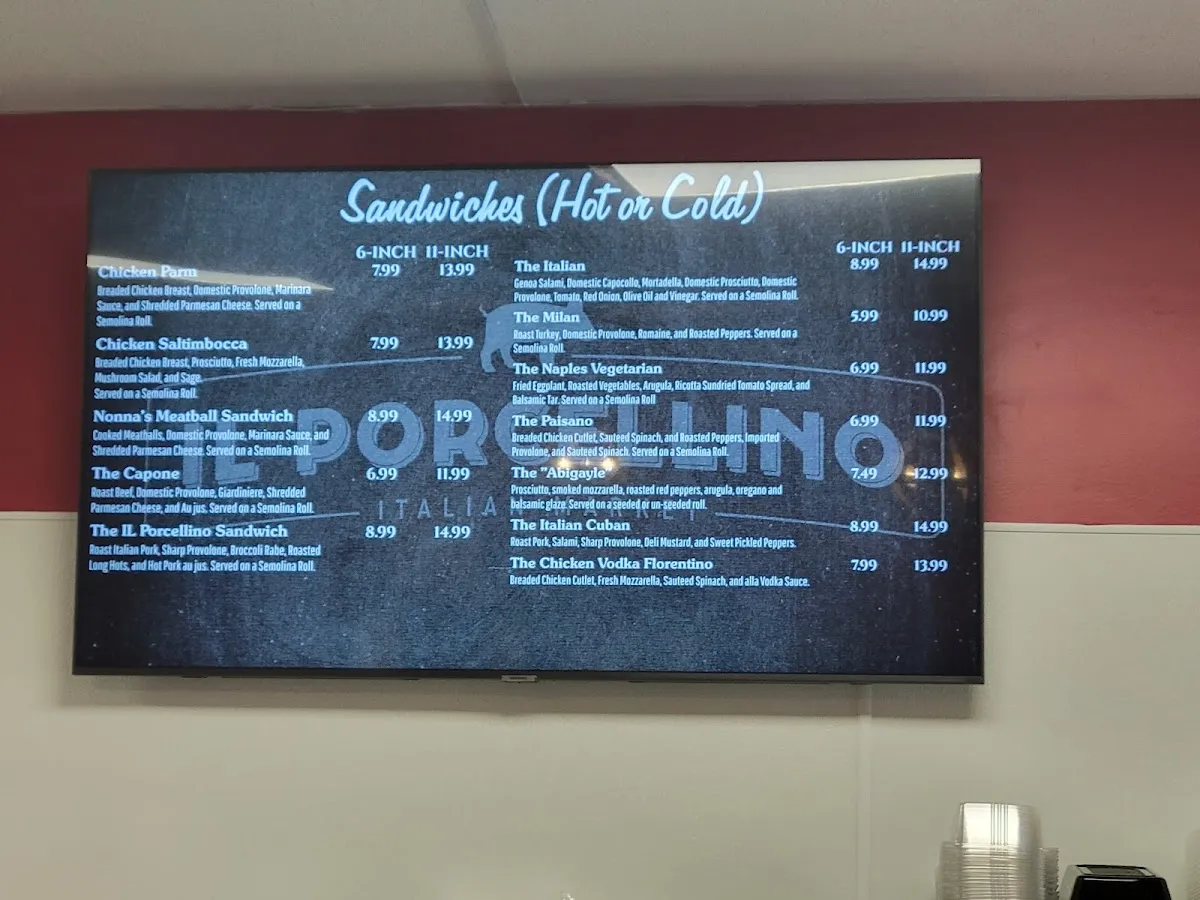 Sandwiches (Hot or Cold)
6-INCH 11-INCH
Chicken Parm 7.99 13.99
Breaded Chicken Breast, Domestic Provolone, Marinara
Sauce, and Shredded Parmesan Cheese. Served on a
Semolina Roll.
Chicken Saltimbocca 7.99 13.99
Breaded Chicken Breast, Prosciutto, Fresh Mozzarella,
Mushroom Salad, and Sage.
Served on a Semolina Roll.
Nonna's Meatball Sandwich 8.99 14.99
Cooked Meatballs, Domestic Provolone, Marinara Sauce, and
Shredded Parmesan Cheese. Served on a Semolina Roll.
The Capone 6.99 11.99
Roast Beef, Domestic Provolone, Giardiniere, Shredded
Parmesan Cheese, and Au jus. Served on a Semolina Roll.
The IL Porcellino Sandwich 8.99 14.99
Roast Italian Pork, Sharp Provolone, Broccoli Rabe, Roasted
Long Hots, and Hot Pork au jus. Served on a Semolina Roll.
6-INCH 11-INCH
The Italian 8.99 14.99
Genoa Salami, Domestic Capocollo, Mortadella, Domestic Prosciutto, Domestic
Provolone, Tomato, Red Onion, Olive Oil and Vinegar. Served on a Semolina Roll.
The Milan 5.99 10.99
Roast Turkey, Domestic Provolone, Romaine, and Roasted Peppers. Served on a
Semolina Roll.
The Naples Vegetarian 6.99 11.99
Fried Eggplant, Roasted Vegetables, Arugula, Ricotta Sundried Tomato Spread, and
Balsamic Tar. Served on a Semolina Roll
The Paisano 6.99 11.99
Breaded Chicken Cutlet, Sauteed Spinach, and Roasted Peppers, Imported
Provolone, and Sauteed Spinach. Served on a Semolina Roll.
The "Abigayle" 7.49 12.99
Prosciutto, smoked mozzarella, roasted red peppers, arugula, oregano and
balsamic glaze. Served on a seeded or un-seeded roll.
The Italian Cuban 8.99 14.99
Roast Pork, Salami, Sharp Provolone, Deli Mustard, and Sweet Pickled Peppers.
The Chicken Vodka Florentino 7.99 13.99
Breaded Chicken Cutlet, Fresh Mozzarella, Sauteed Spinach, and alla Vodka Sauce.
IL PORCELLINO
ITALIAN MARKET